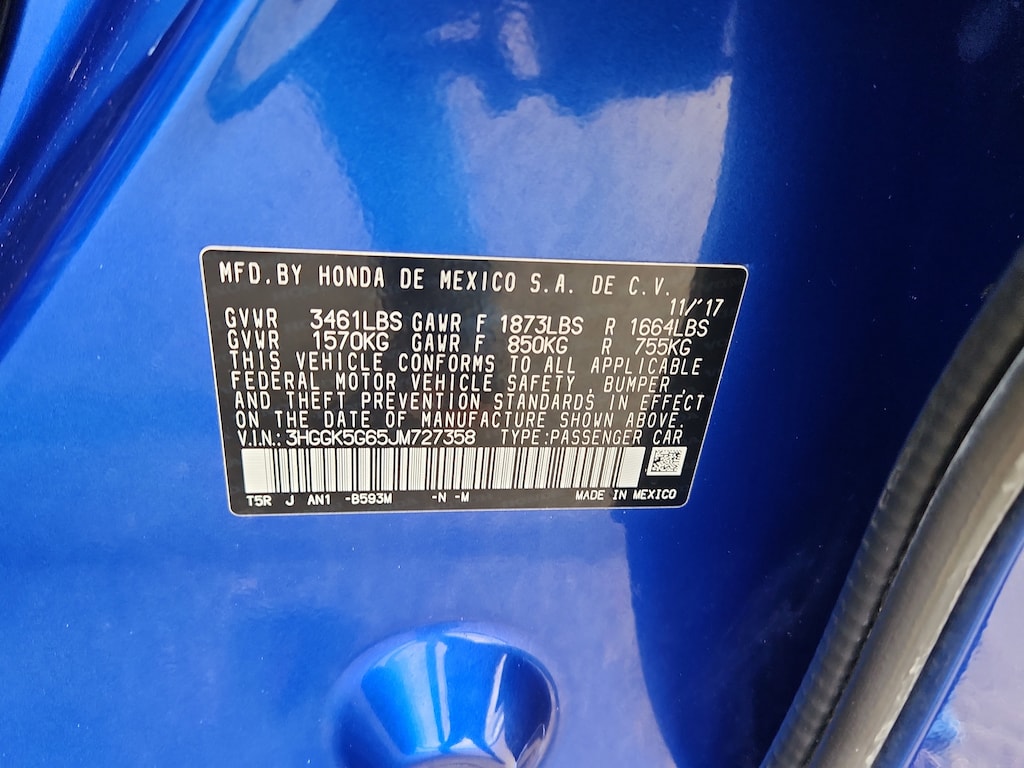 MFD. BY HONDA DE MEXICO S.A. DE C.V.
11/'17
GVWR 3461LBS GAWR F 1873LBS R 1664LBS
GVWR 1570KG GAWR F 850KG R 755KG
THIS VEHICLE CONFORMS TO ALL APPLICABLE
FEDERAL MOTOR VEHICLE SAFETY, BUMPER,
AND THEFT PREVENTION STANDARDS IN EFFECT
ON THE DATE OF MANUFACTURE SHOWN ABOVE.
V.I.N.: 3HGGK5G65JM727358 TYPE:PASSENGER CAR
T5R J AN1 -B593M -N -M MADE IN MEXICO